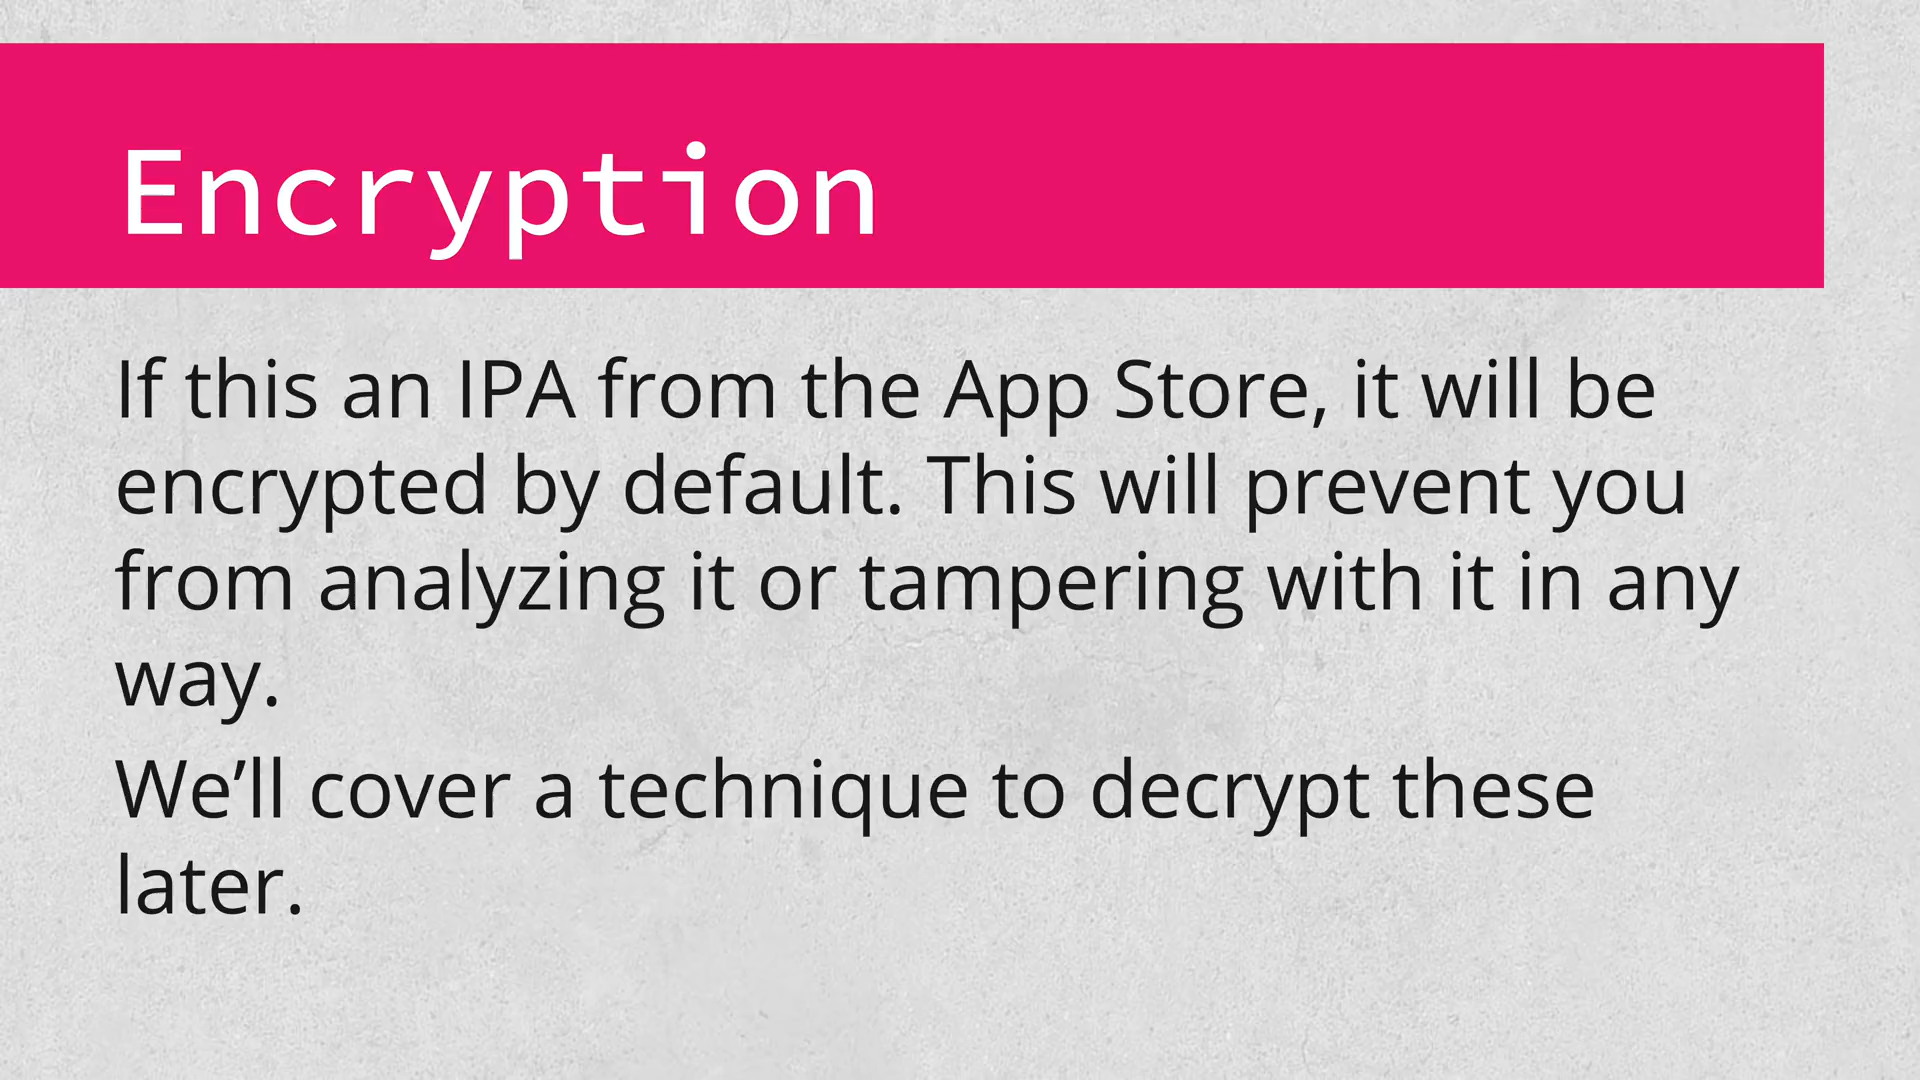 Encryption
If this an IPA from the App Store, it will be
encrypted by default. This will prevent you
from analyzing it or tampering with it in any
way.
We’ll cover a technique to decrypt these
later.